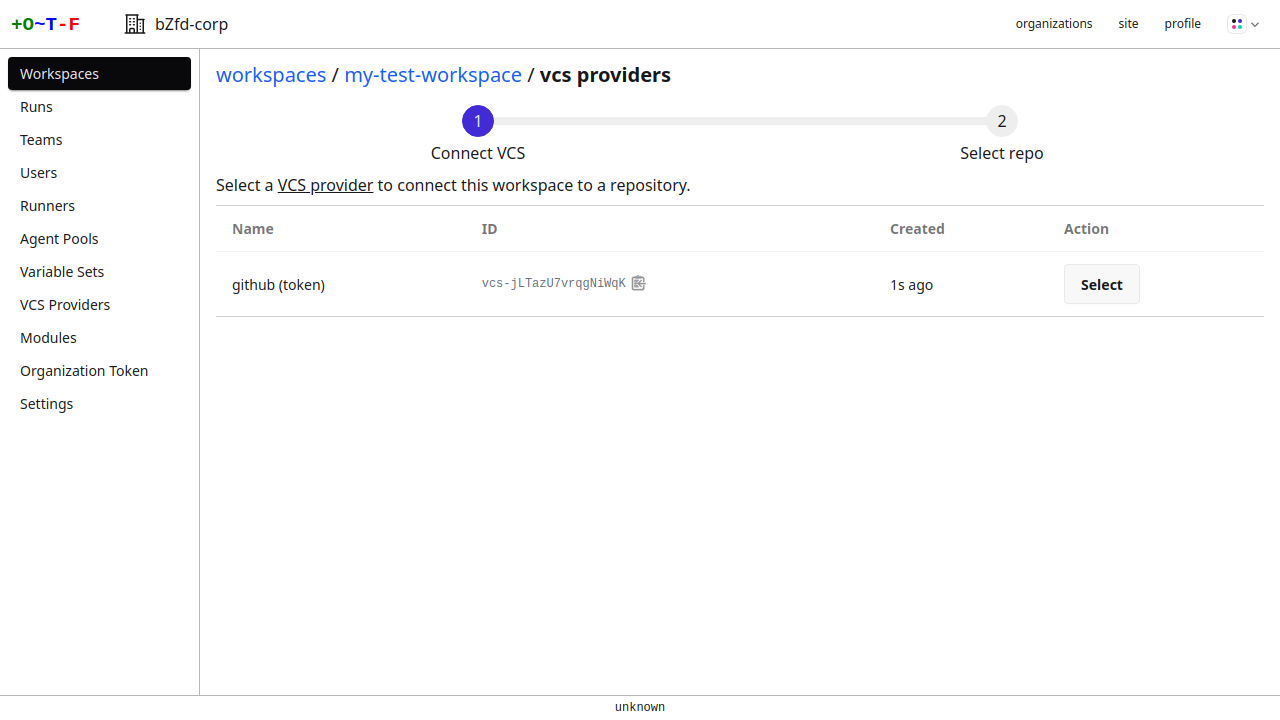 +O~T-F bZfd-corp organizations site profile
Workspaces
Runs
Teams
Users
Runners
Agent Pools
Variable Sets
VCS Providers
Modules
Organization Token
Settings
workspaces / my-test-workspace / vcs providers
1 2
Connect VCS Select repo
Select a VCS provider to connect this workspace to a repository.
Name ID Created Action
github (token) vcs-jLTazU7vrqgNiWqK 1s ago Select
unknown